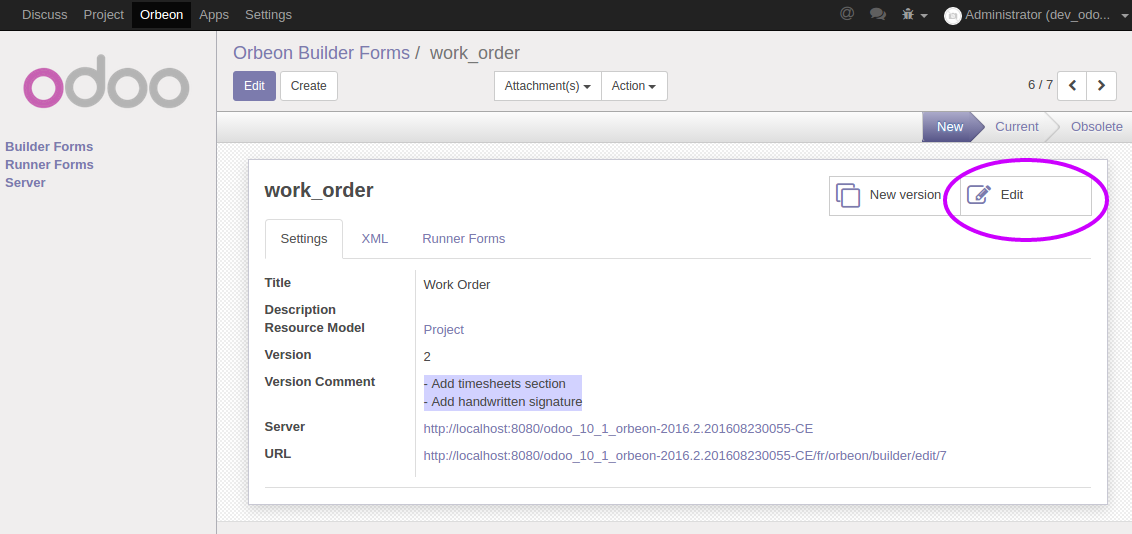 Discuss Project Orbeon Apps Settings @ Administrator (dev_odo...
odoo
Orbeon Builder Forms / work_order
Edit Create Attachment(s) Action 6 / 7
New Current Obsolete
Builder Forms
Runner Forms
Server
work_order
New version Edit
Settings XML Runner Forms
Title Work Order
Description
Resource Model Project
Version 2
Version Comment - Add timesheets section
- Add handwritten signature
Server http://localhost:8080/odoo_10_1_orbeon-2016.2.201608230055-CE
URL http://localhost:8080/odoo_10_1_orbeon-2016.2.201608230055-CE/fr/orbeon/builder/edit/7